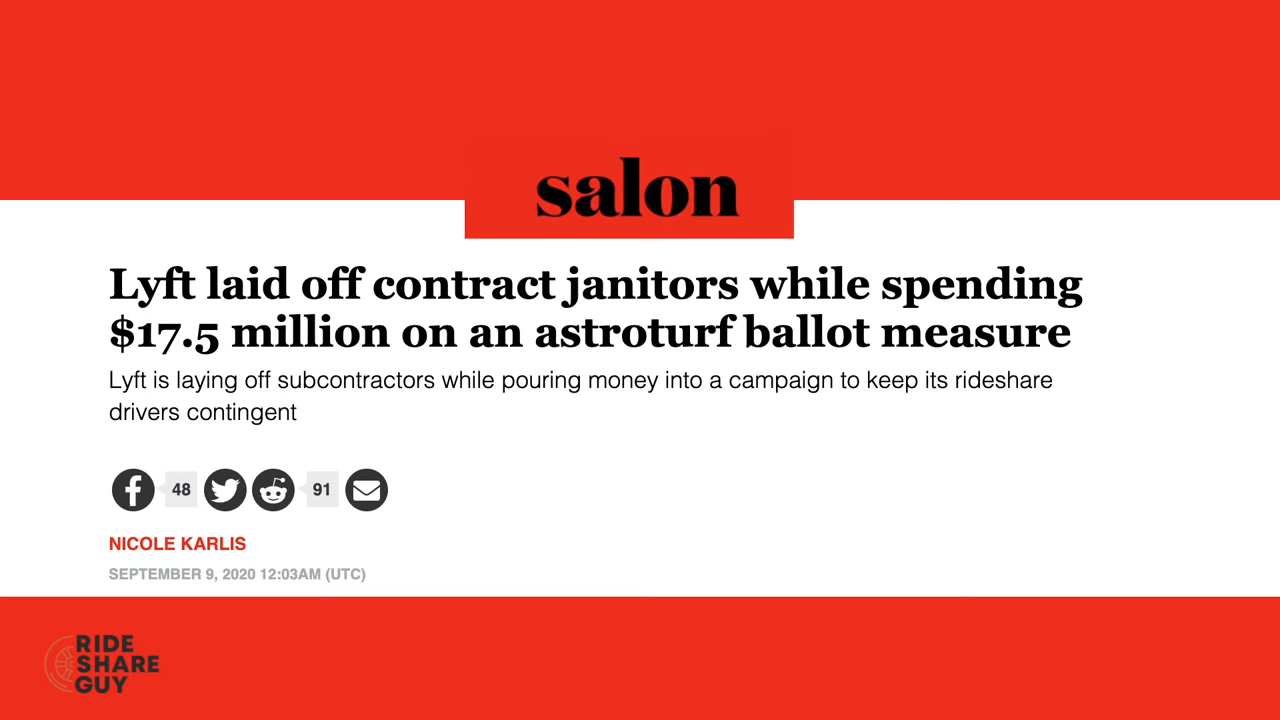 salon
Lyft laid off contract janitors while spending
$17.5 million on an astroturf ballot measure
Lyft is laying off subcontractors while pouring money into a campaign to keep its rideshare
drivers contingent
48
91
NICOLE KARLIS
SEPTEMBER 9, 2020 12:03AM (UTC)
RIDE
SHARE
GUY